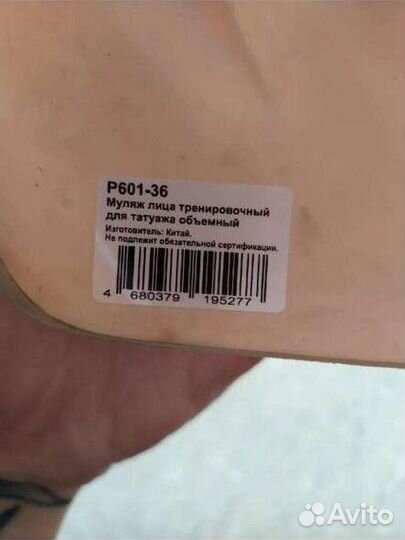 P601-36
Муляж лица тренировочный
для татуажа объемный
Изготовитель: Китай.
Не подлежит обязательной сертификации.
4 680379 195277
Avito